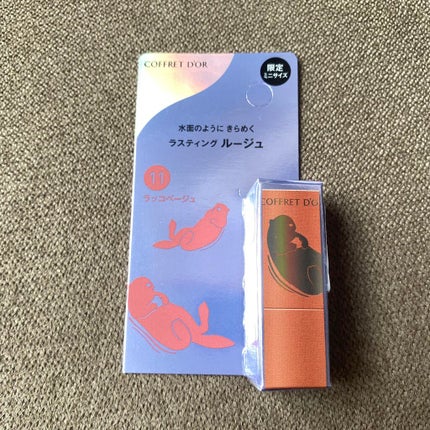 COFFRET D'OR
限定
ミニサイズ
水面のように きらめく
ラスティング ルージュ
11
ラッコベージュ
COFFRET D'O